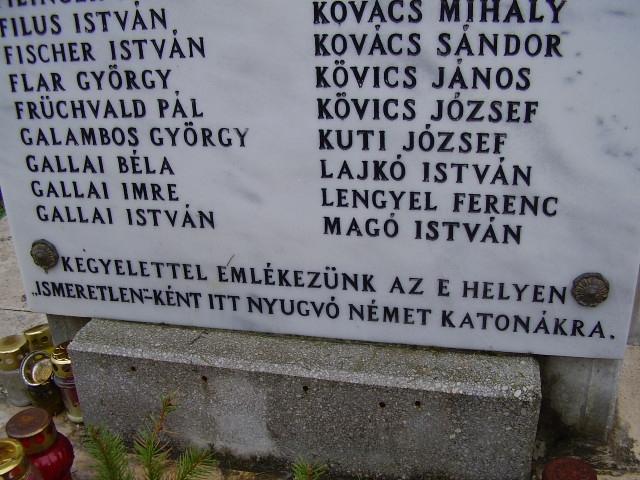 FILUS ISTVÁN
FISCHER ISTVÁN
FLAR GYÖRGY
FRÜCHVALD PÁL
GALAMBOS GYÖRGY
GALLAI BÉLA
GALLAI IMRE
GALLAI ISTVÁN
KOVÁCS MIHÁLY
KOVÁCS SÁNDOR
KÖVICS JÁNOS
KÖVICS JÓZSEF
KUTI JÓZSEF
LAJKÓ ISTVÁN
LENGYEL FERENC
MAGÓ ISTVÁN
KEGYELETTEL EMLÉKEZÜNK AZ E HELYEN
„ISMERETLEN"-KÉNT ITT NYUGVÓ NÉMET KATONÁKRA.